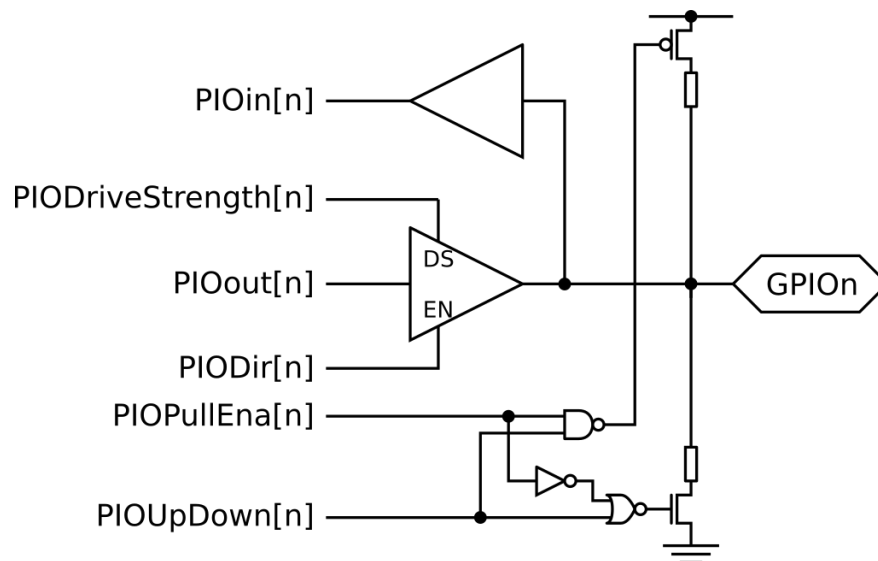 PIOin[n]
PIODriveStrength[n]
DS
PIOout[n]
GPIOn
EN
PIODir[n]
PIOPullEna[n]
PIOUpDown[n]